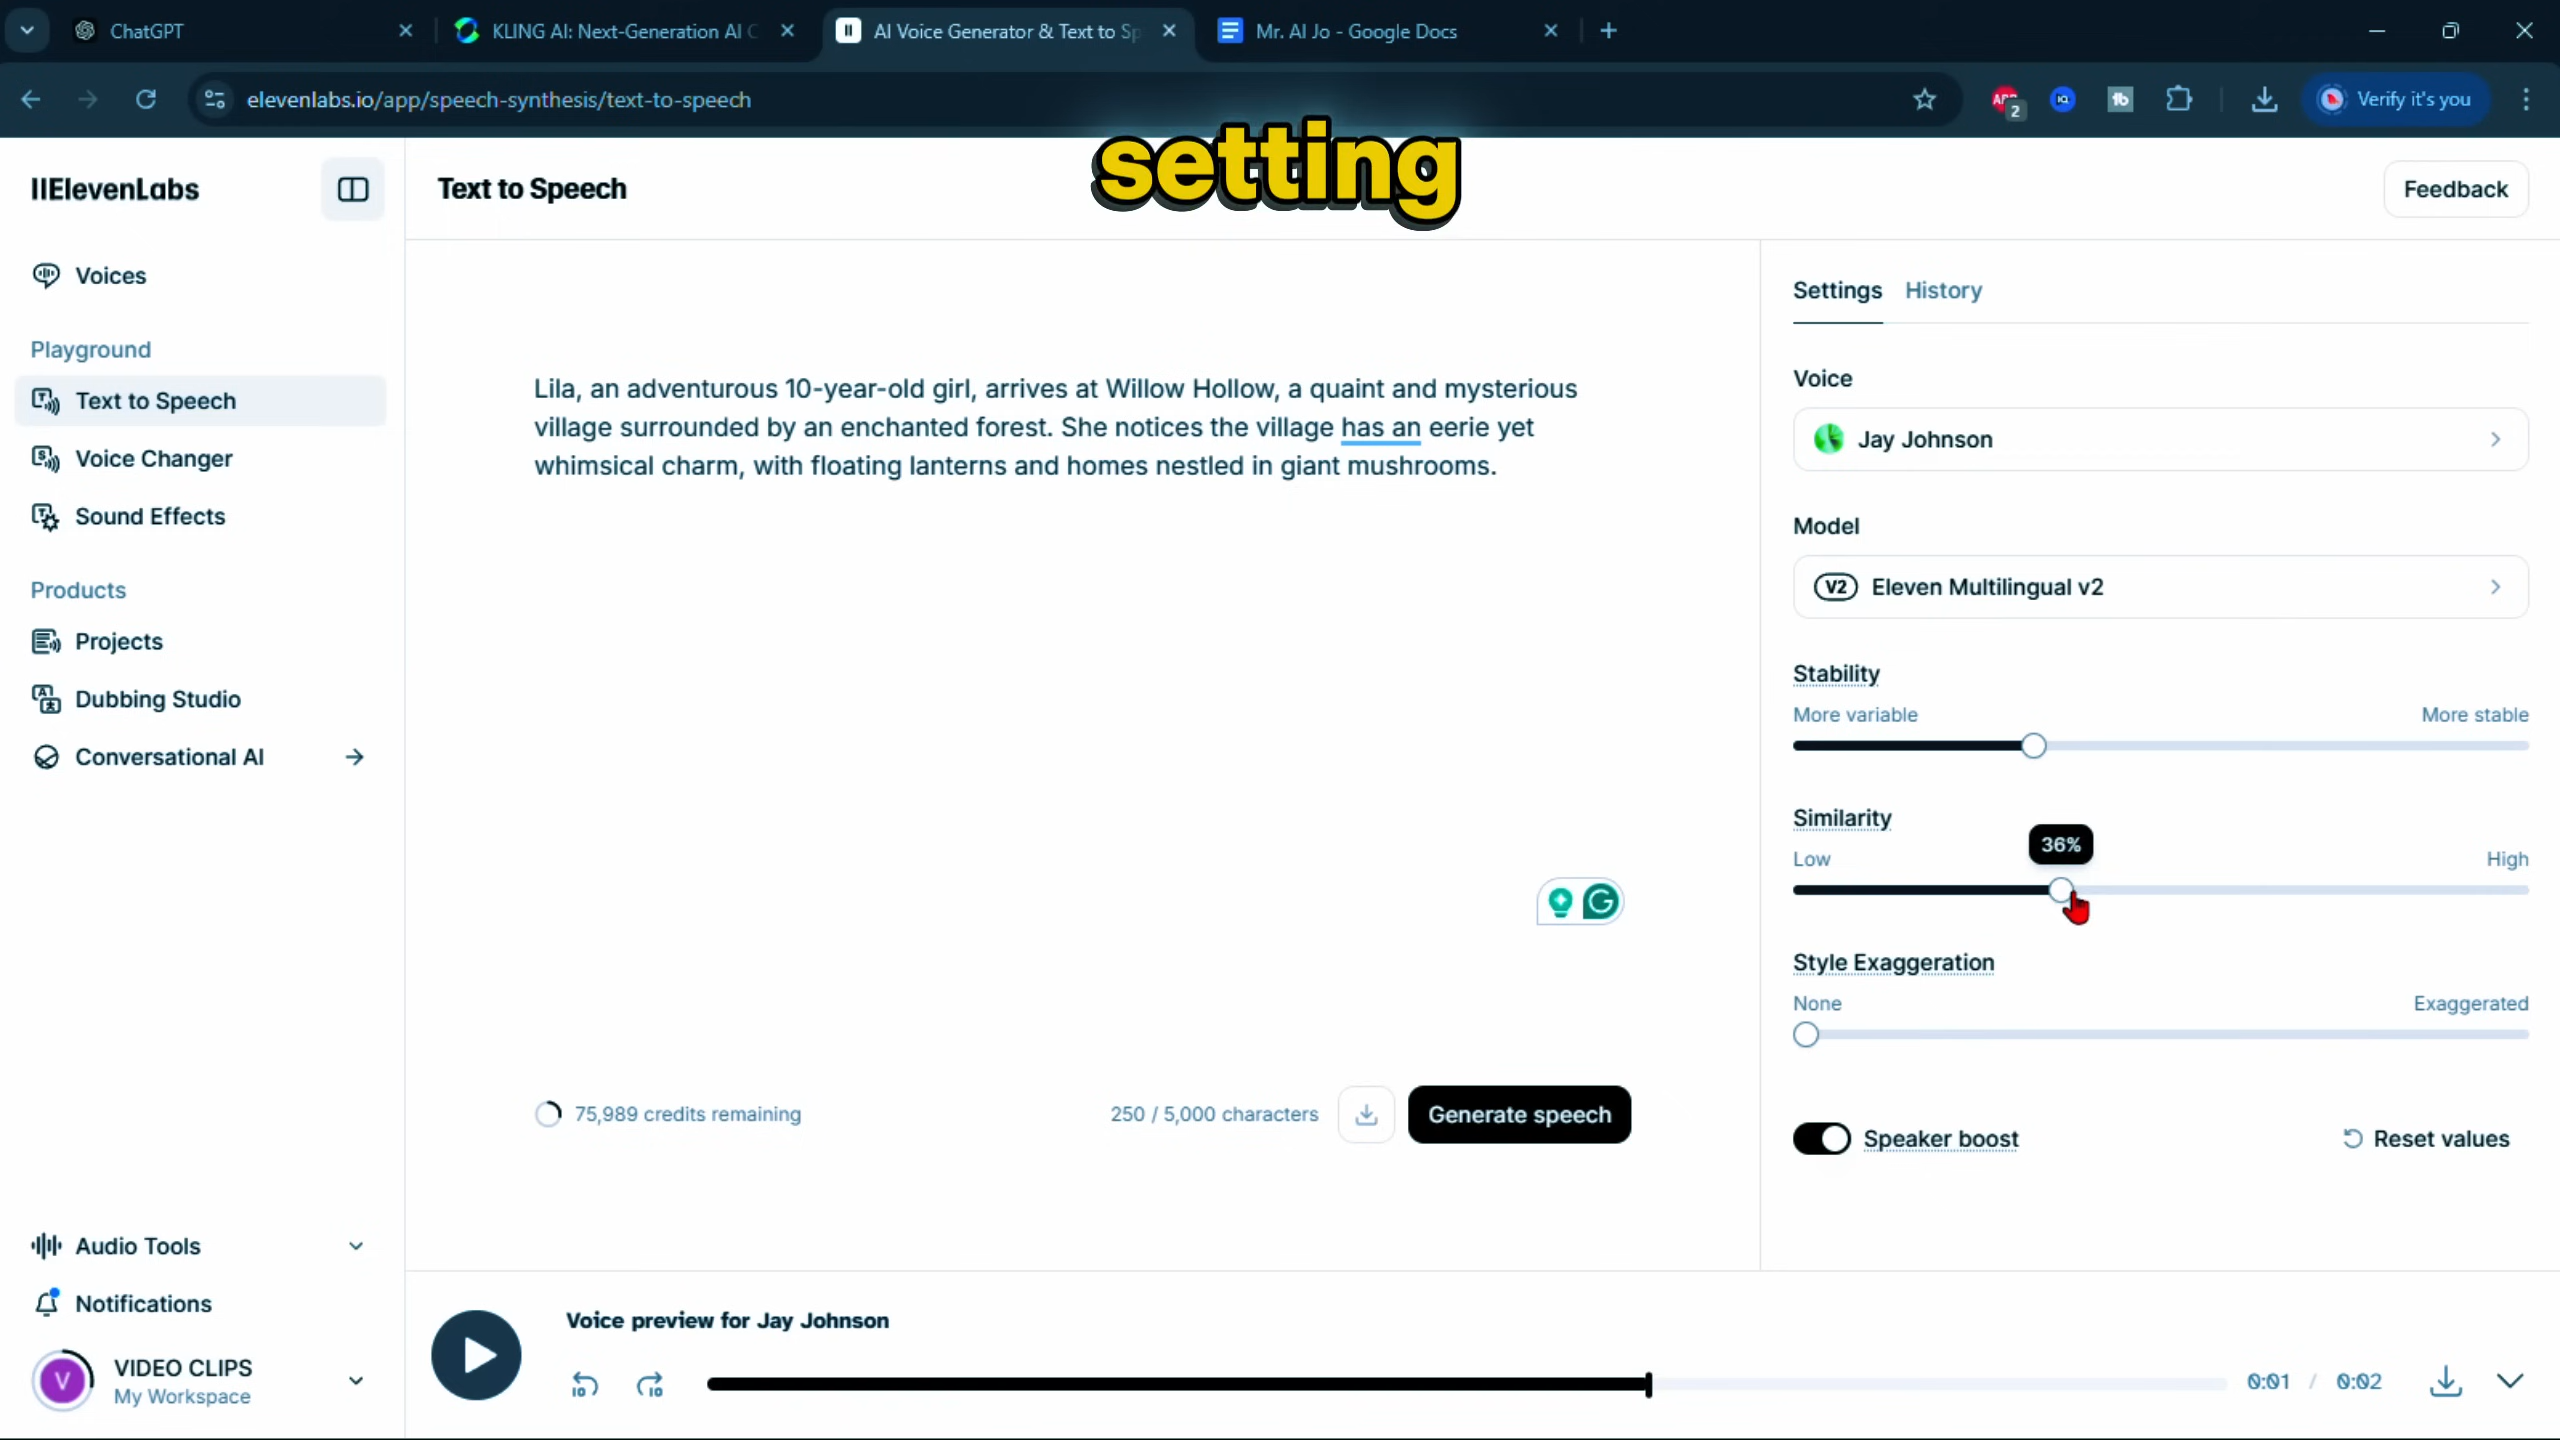 ChatGPT
KLING AI: Next-Generation AI C
AI Voice Generator & Text to Sp
Mr. AI Jo - Google Docs
elevenlabs.io/app/speech-synthesis/text-to-speech
2
Verify it's you
setting
IIElevenLabs
Text to Speech
Feedback
Voices
Playground
Text to Speech
Voice Changer
Sound Effects
Products
Projects
Dubbing Studio
Conversational AI
Lila, an adventurous 10-year-old girl, arrives at Willow Hollow, a quaint and mysterious
village surrounded by an enchanted forest. She notices the village has an eerie yet
whimsical charm, with floating lanterns and homes nestled in giant mushrooms.
75,989 credits remaining
250 / 5,000 characters
Generate speech
Settings
History
Voice
Jay Johnson
Model
V2 Eleven Multilingual v2
Stability
More variable
More stable
Similarity
36%
Low
High
Style Exaggeration
None
Exaggerated
Speaker boost
Reset values
Audio Tools
Notifications
V
VIDEO CLIPS
My Workspace
Voice preview for Jay Johnson
10
10
0:01 / 0:02